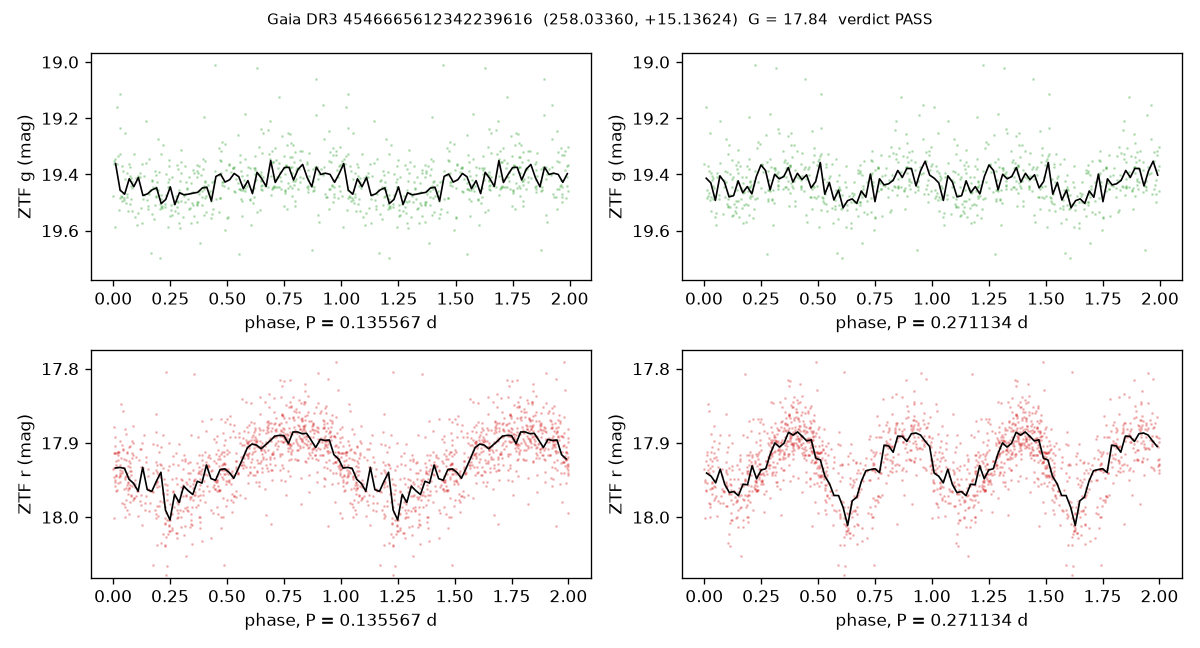 Gaia DR3 4546665612342239616 (258.03360, +15.13624) G = 17.84 verdict PASS
ZTF g (mag)
19.0
19.2
19.4
19.6
0.00 0.25 0.50 0.75 1.00 1.25 1.50 1.75 2.00
phase, P = 0.135567 d
ZTF g (mag)
19.0
19.2
19.4
19.6
0.00 0.25 0.50 0.75 1.00 1.25 1.50 1.75 2.00
phase, P = 0.271134 d
ZTF r (mag)
17.8
17.9
18.0
0.00 0.25 0.50 0.75 1.00 1.25 1.50 1.75 2.00
phase, P = 0.135567 d
ZTF r (mag)
17.8
17.9
18.0
0.00 0.25 0.50 0.75 1.00 1.25 1.50 1.75 2.00
phase, P = 0.271134 d